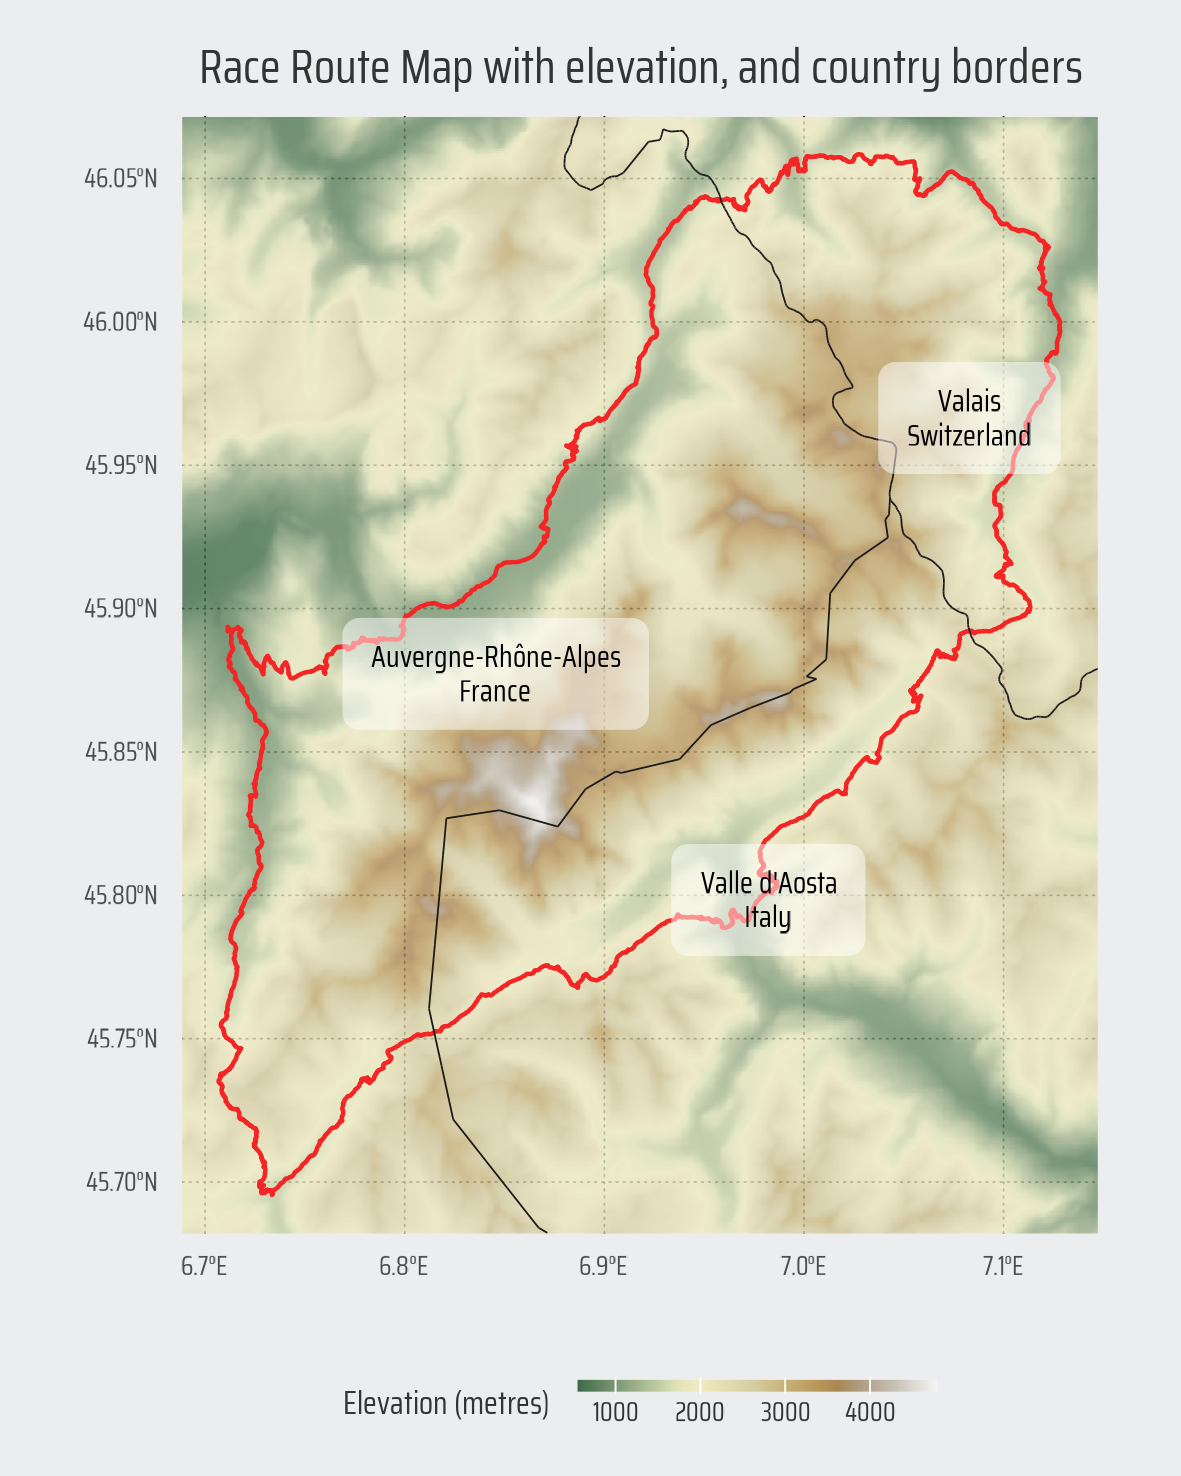 Race Route Map with elevation, and country borders
46.05°N
46.00°N
45.95°N
45.90°N
45.85°N
45.80°N
45.75°N
45.70°N
Valais
Switzerland
Auvergne-Rhône-Alpes
France
Valle d'Aosta
Italy
6.7°E 6.8°E 6.9°E 7.0°E 7.1°E
Elevation (metres)
1000 2000 3000 4000